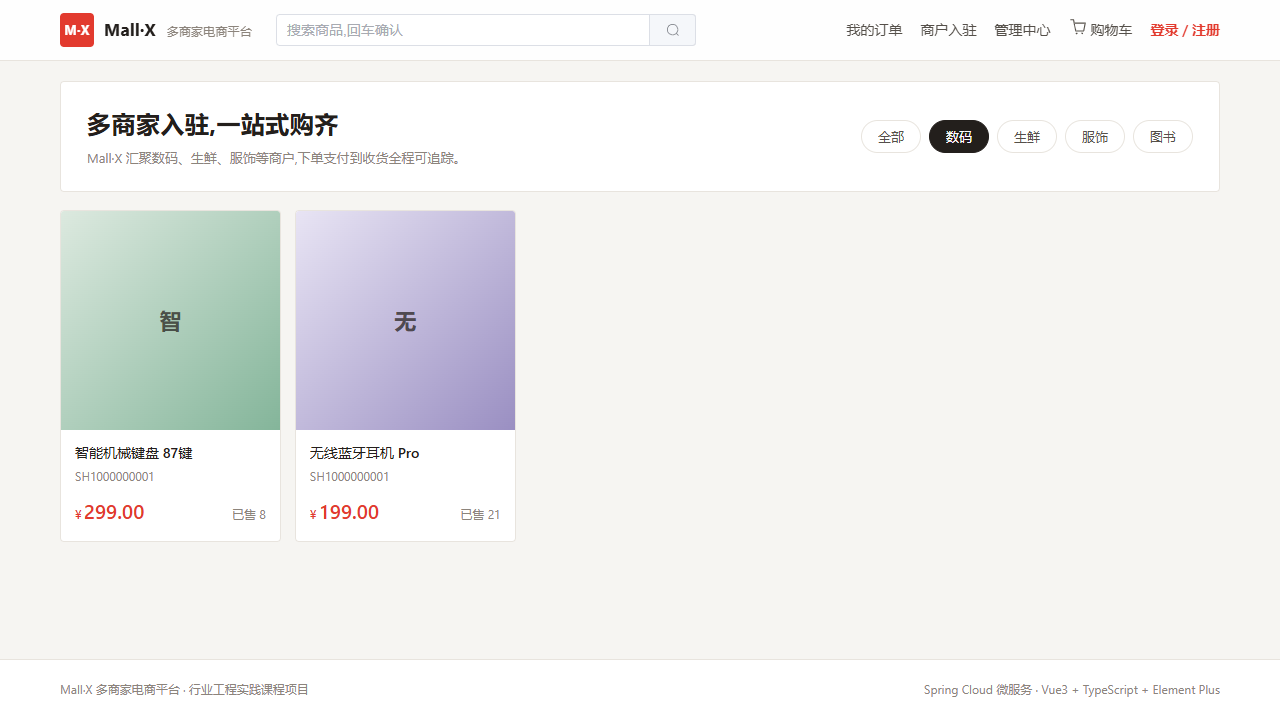 M·X Mall·X 多商家电商平台 搜索商品,回车确认 我的订单 商户入驻 管理中心 购物车 登录 / 注册
多商家入驻,一站式购齐
Mall·X 汇聚数码、生鲜、服饰等商户,下单支付到收货全程可追踪。
全部 数码 生鲜 服饰 图书
智
智能机械键盘 87键
SH1000000001
¥ 299.00 已售 8
无
无线蓝牙耳机 Pro
SH1000000001
¥ 199.00 已售 21
Mall·X 多商家电商平台 · 行业工程实践课程项目 Spring Cloud 微服务 · Vue3 + TypeScript + Element Plus